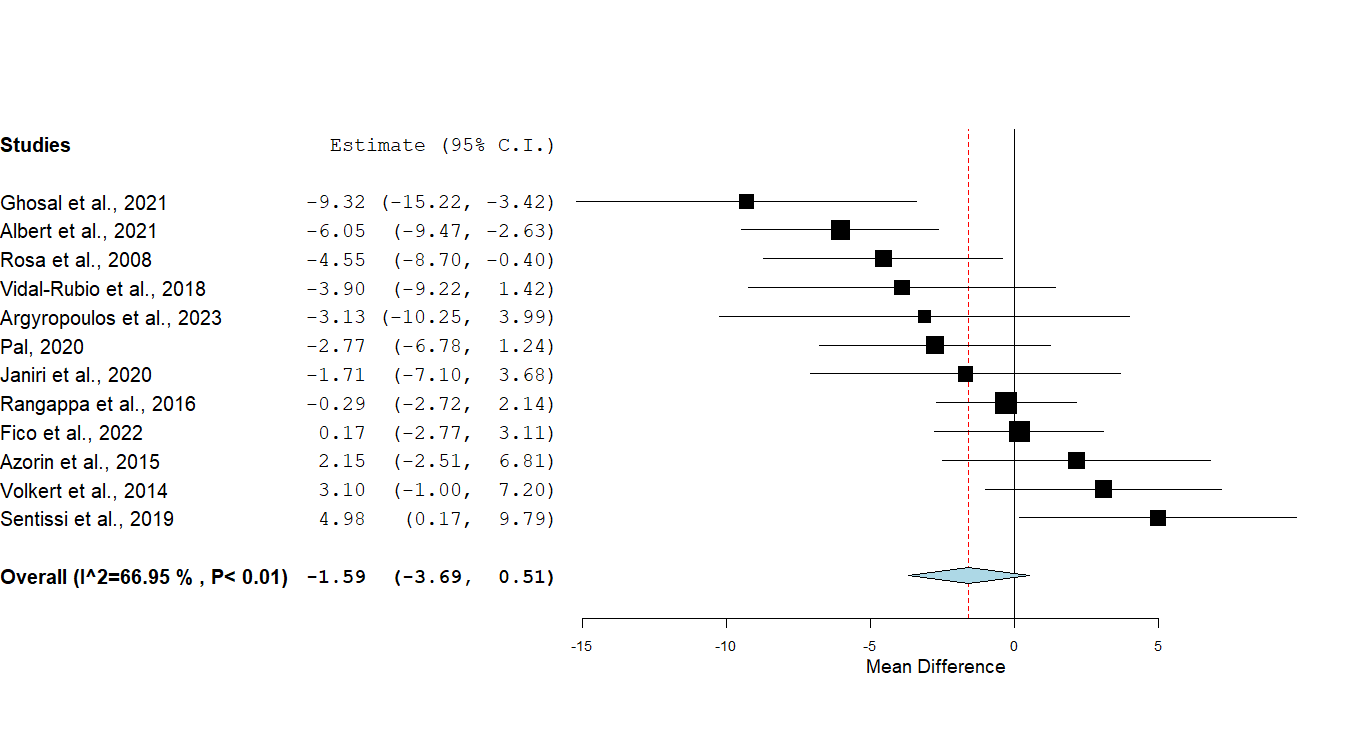 Studies Estimate (95% C.I.)
Ghosal et al., 2021 -9.32 (-15.22, -3.42)
Albert et al., 2021 -6.05 (-9.47, -2.63)
Rosa et al., 2008 -4.55 (-8.70, -0.40)
Vidal-Rubio et al., 2018 -3.90 (-9.22, 1.42)
Argyropoulos et al., 2023 -3.13 (-10.25, 3.99)
Pal, 2020 -2.77 (-6.78, 1.24)
Janiri et al., 2020 -1.71 (-7.10, 3.68)
Rangappa et al., 2016 -0.29 (-2.72, 2.14)
Fico et al., 2022 0.17 (-2.77, 3.11)
Azorin et al., 2015 2.15 (-2.51, 6.81)
Volkert et al., 2014 3.10 (-1.00, 7.20)
Sentissi et al., 2019 4.98 (0.17, 9.79)
Overall (I^2=66.95 % , P< 0.01) -1.59 (-3.69, 0.51)
-15 -10 -5 0 5
Mean Difference